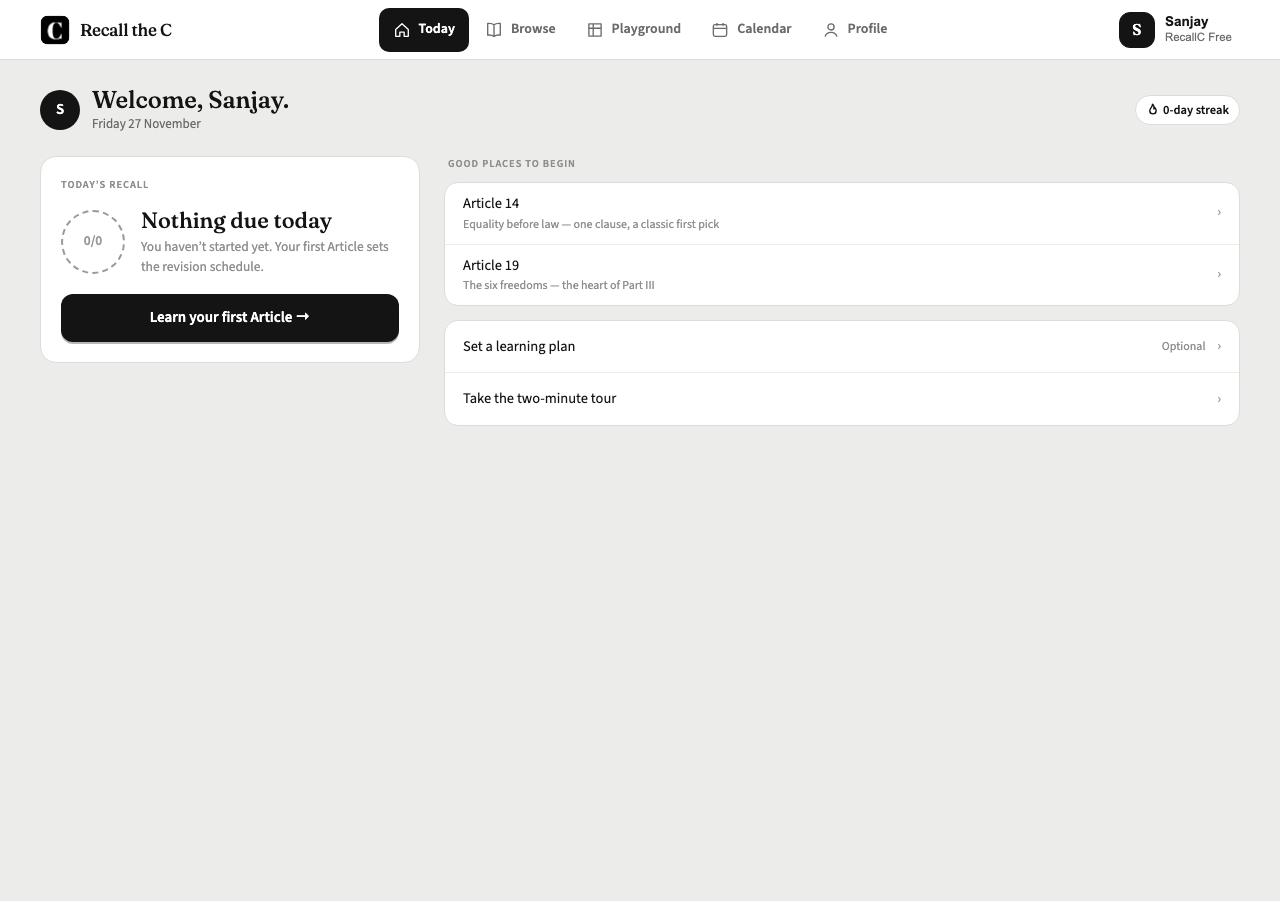 C
Recall the C
Today
Browse
Playground
Calendar
Profile
S
Sanjay
RecallC Free
S
Welcome, Sanjay.
Friday 27 November
0-day streak
TODAY'S RECALL
0/0
Nothing due today
You haven't started yet. Your first Article sets
the revision schedule.
Learn your first Article →
GOOD PLACES TO BEGIN
Article 14
Equality before law — one clause, a classic first pick
Article 19
The six freedoms — the heart of Part III
Set a learning plan
Optional
Take the two-minute tour